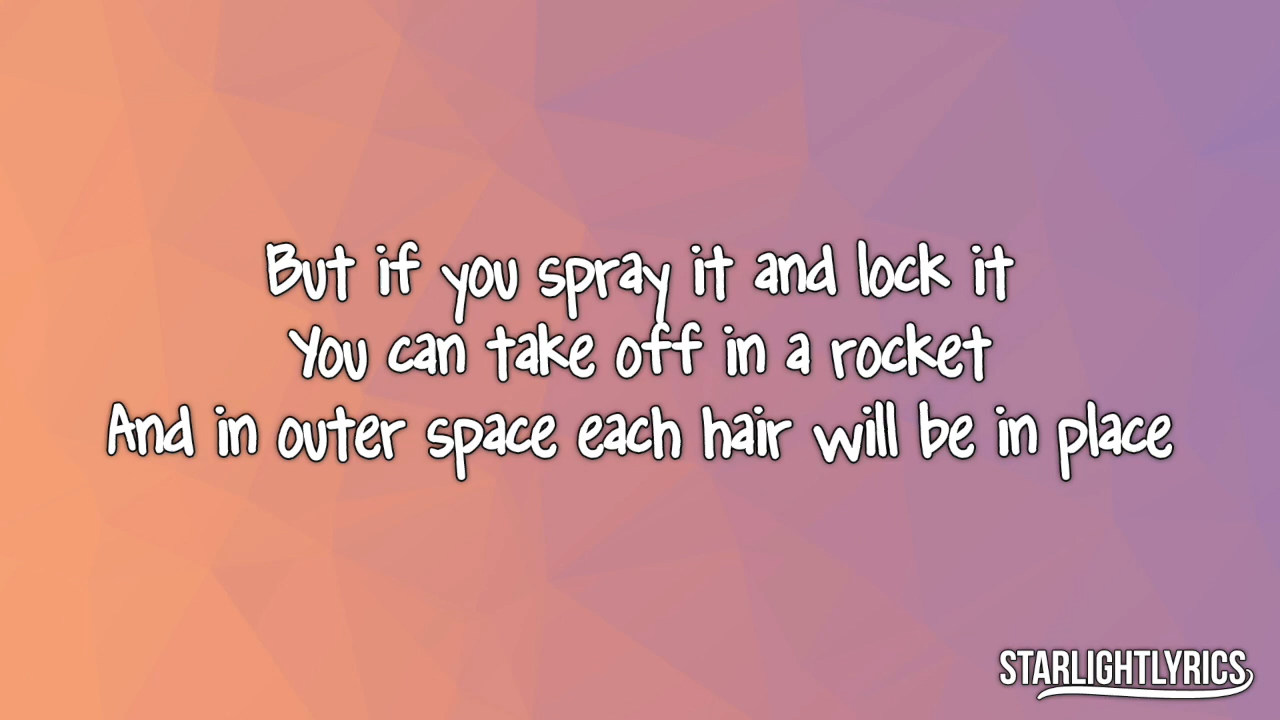 But if you spray it and lock it
You can take off in a rocket
And in outer space each hair will be in place
STARLIGHTLYRICS